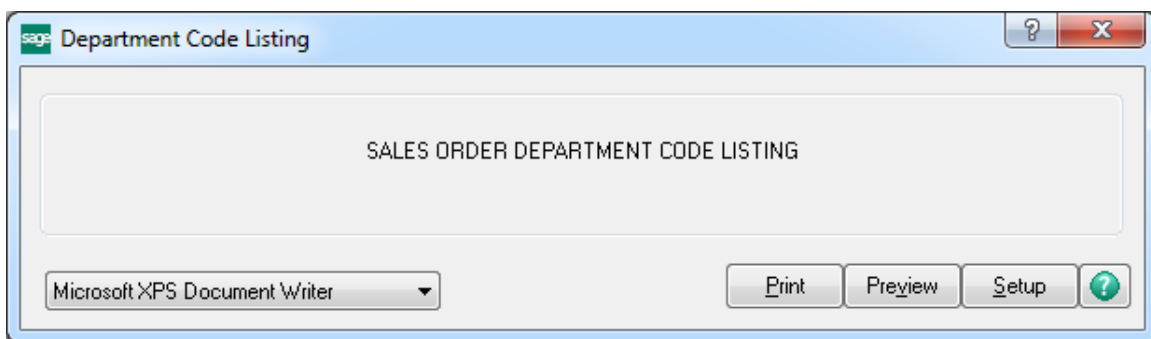 sage Department Code Listing
SALES ORDER DEPARTMENT CODE LISTING
Microsoft XPS Document Writer Print Preview Setup